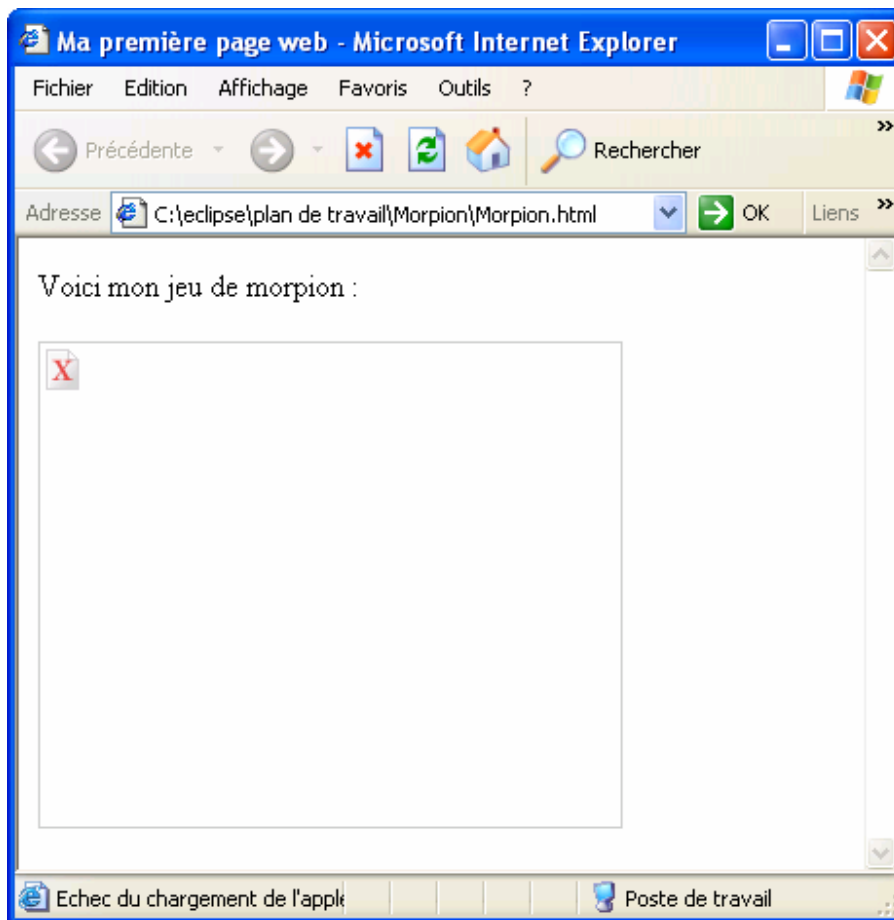 Ma première page web - Microsoft Internet Explorer
Fichier Edition Affichage Favoris Outils ?
Précédente Rechercher »
Adresse C:\eclipse\plan de travail\Morpion\Morpion.html OK Liens »
Voici mon jeu de morpion :
Echec du chargement de l'apple Poste de travail